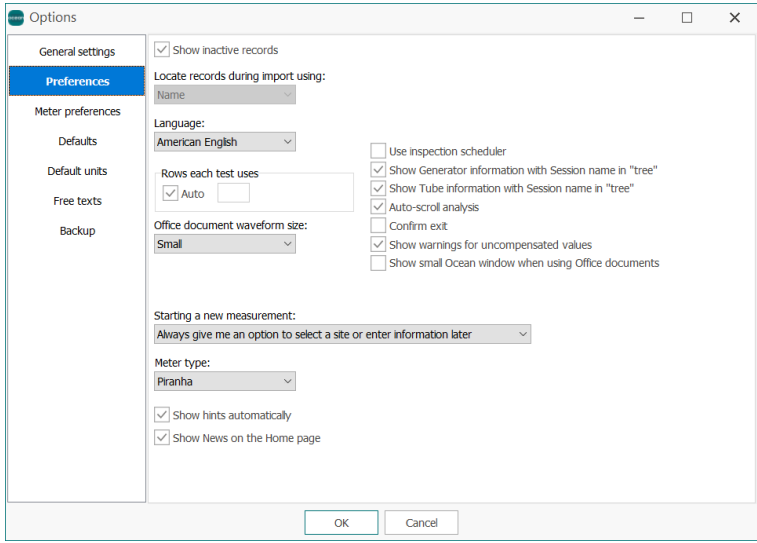 Options
General settings
Preferences
Meter preferences
Defaults
Default units
Free texts
Backup
Show inactive records
Locate records during import using:
Name
Language:
American English
Rows each test uses
Auto
Office document waveform size:
Small
Use inspection scheduler
Show Generator information with Session name in "tree"
Show Tube information with Session name in "tree"
Auto-scroll analysis
Confirm exit
Show warnings for uncompensated values
Show small Ocean window when using Office documents
Starting a new measurement:
Always give me an option to select a site or enter information later
Meter type:
Piranha
Show hints automatically
Show News on the Home page
OK
Cancel